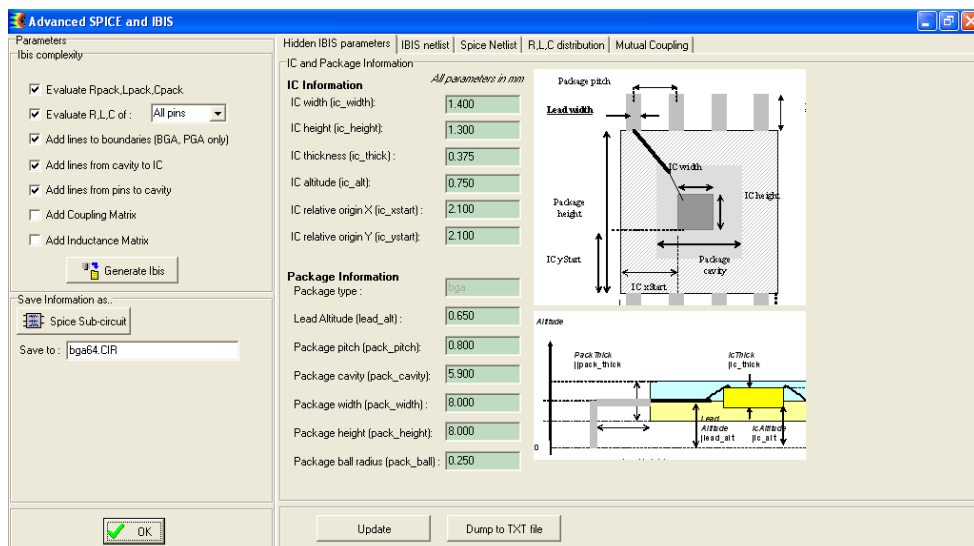 Advanced SPICE and IBIS
Parameters
Ibis complexity
Evaluate Rpack,Lpack,Cpack
Evaluate R,L,C of : All pins
Add lines to boundaries (BGA, PGA only)
Add lines from cavity to IC
Add lines from pins to cavity
Add Coupling Matrix
Add Inductance Matrix
Generate Ibis
Save Information as..
Spice Sub-circuit
Save to : bga64.CIR
OK
Hidden IBIS parameters IBIS netlist Spice Netlist R,L,C distribution Mutual Coupling
IC and Package Information
IC Information All parameters in mm
IC width (ic_width): 1.400
IC height (ic_height): 1.300
IC thickness (ic_thick) : 0.375
IC altitude (ic_alt): 0.750
IC relative origin X (ic_xstart) : 2.100
IC relative origin Y (ic_ystart): 2.100
Package Information
Package type : bga
Lead Altitude (lead_alt) : 0.650
Package pitch (pack_pitch): 0.800
Package cavity (pack_cavity): 5.900
Package width (pack_width) : 8.000
Package height (pack_height): 8.000
Package ball radius (pack_ball) : 0.250
Package pitch
Lead width
IC width
IC height
Package
height
IC yStart
Package
cavity
IC xStart
Altitude
PackThick
|pack_thick
IcThick
|ic_thick
Lead
Altitude
|lead_alt
IcAltitude
|ic_alt
0
Update Dump to TXT file